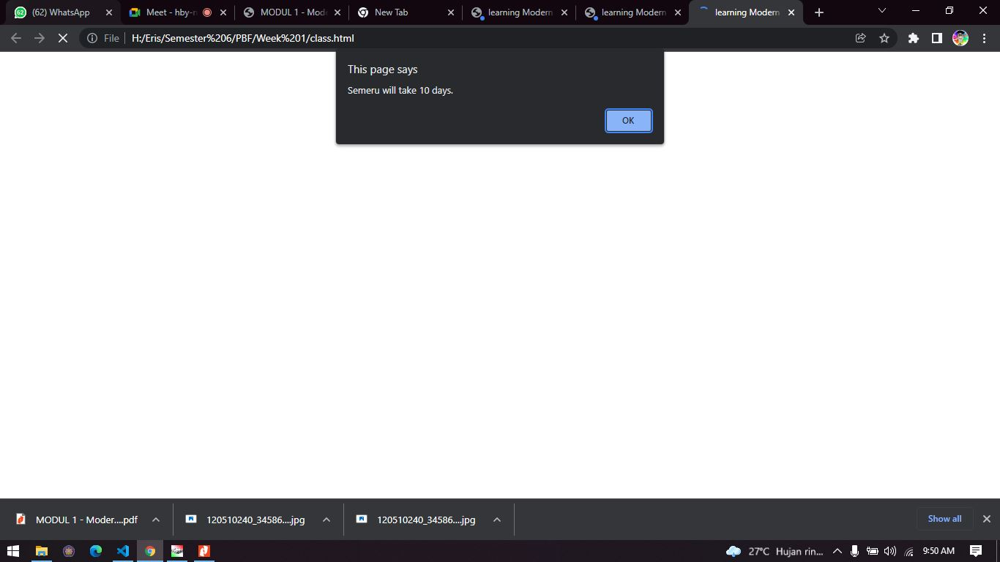 62 (62) WhatsApp
Meet - hby-n
MODUL 1 - Mode
New Tab
learning Modern
learning Modern
learning Modern
File H:/Eris/Semester%206/PBF/Week%201/class.html
This page says
Semeru will take 10 days.
OK
MODUL 1 - Moder....pdf
120510240_34586....jpg
120510240_34586....jpg
Show all
27°C Hujan rin...
9:50 AM